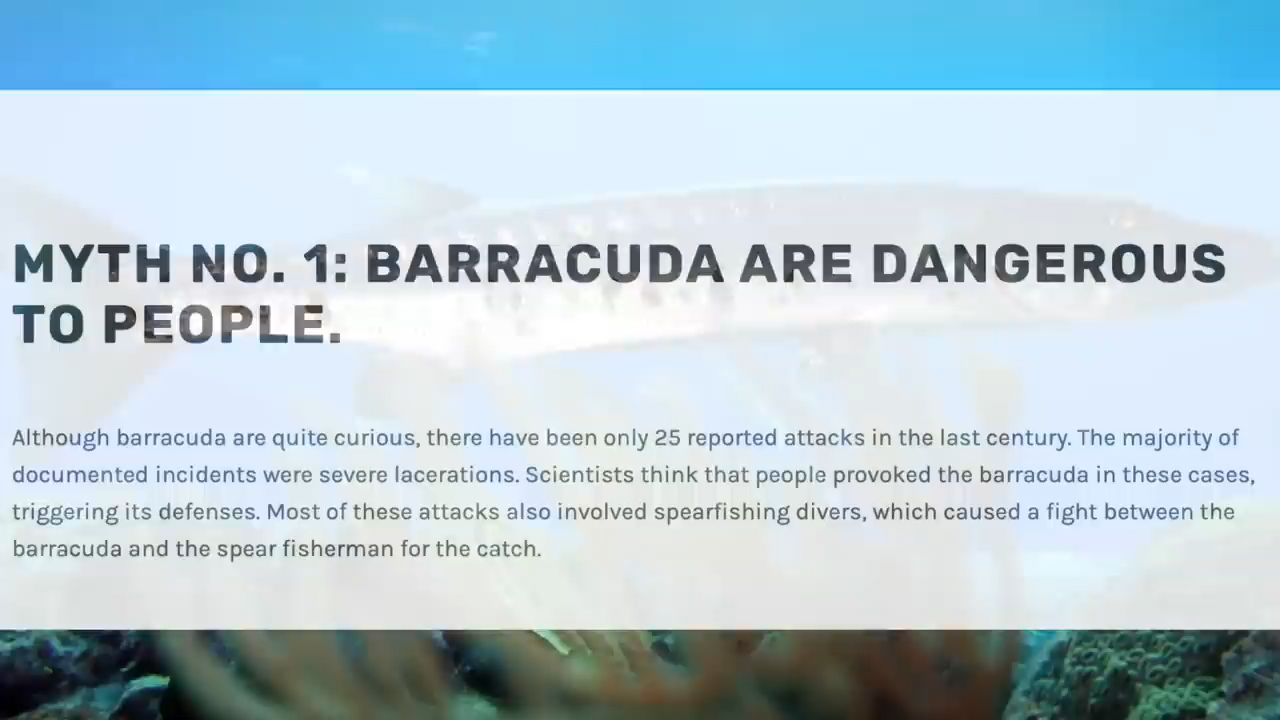 MYTH NO. 1: BARRACUDA ARE DANGEROUS
TO PEOPLE.
Although barracuda are quite curious, there have been only 25 reported attacks in the last century. The majority of
documented incidents were severe lacerations. Scientists think that people provoked the barracuda in these cases,
triggering its defenses. Most of these attacks also involved spearfishing divers, which caused a fight between the
barracuda and the spear fisherman for the catch.